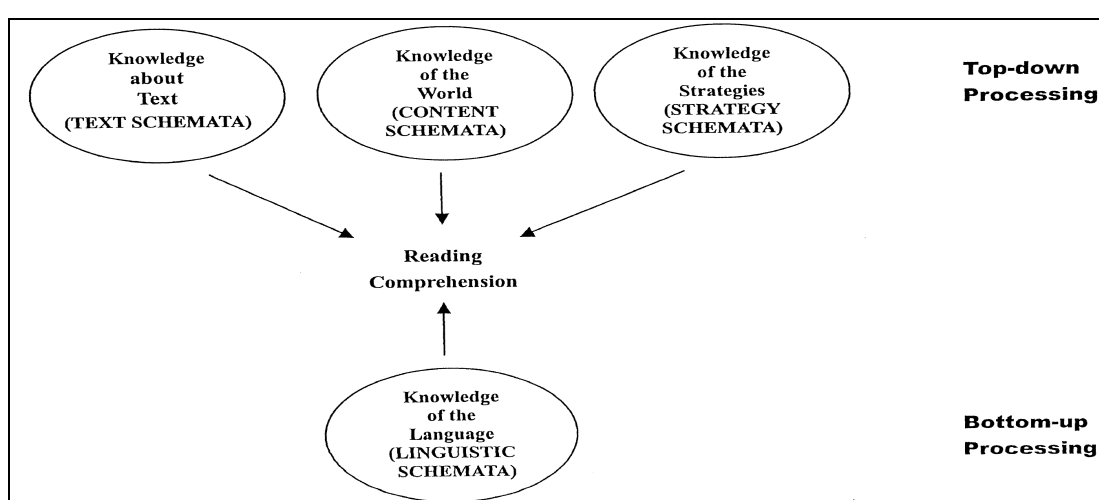 Knowledge
about
Text
(TEXT SCHEMATA)
Knowledge
of the
World
(CONTENT
SCHEMATA)
Knowledge
of the
Strategies
(STRATEGY
SCHEMATA)
Top-down
Processing
Reading
Comprehension
Knowledge
of the
Language
(LINGUISTIC
SCHEMATA)
Bottom-up
Processing